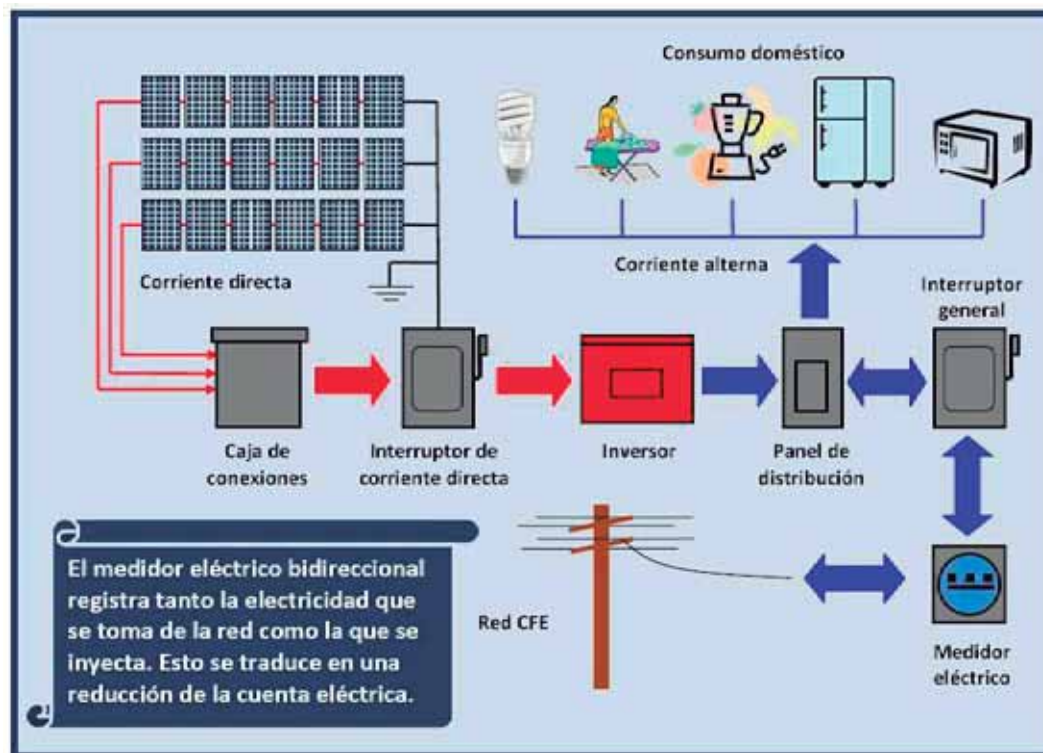 Consumo doméstico
Corriente directa
Corriente alterna
Interruptor
general
Caja de
conexiones
Interruptor de
corriente directa
Inversor
Panel de
distribución
El medidor eléctrico bidireccional
registra tanto la electricidad que
se toma de la red como la que se
inyecta. Esto se traduce en una
reducción de la cuenta eléctrica.
Red CFE
Medidor
eléctrico